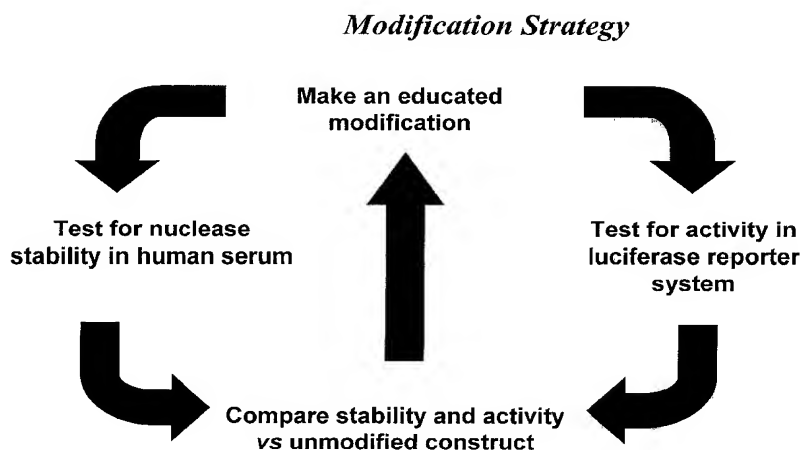 Modification Strategy
Make an educated
modification
Test for nuclease
stability in human serum
Test for activity in
luciferase reporter
system
Compare stability and activity
vs unmodified construct